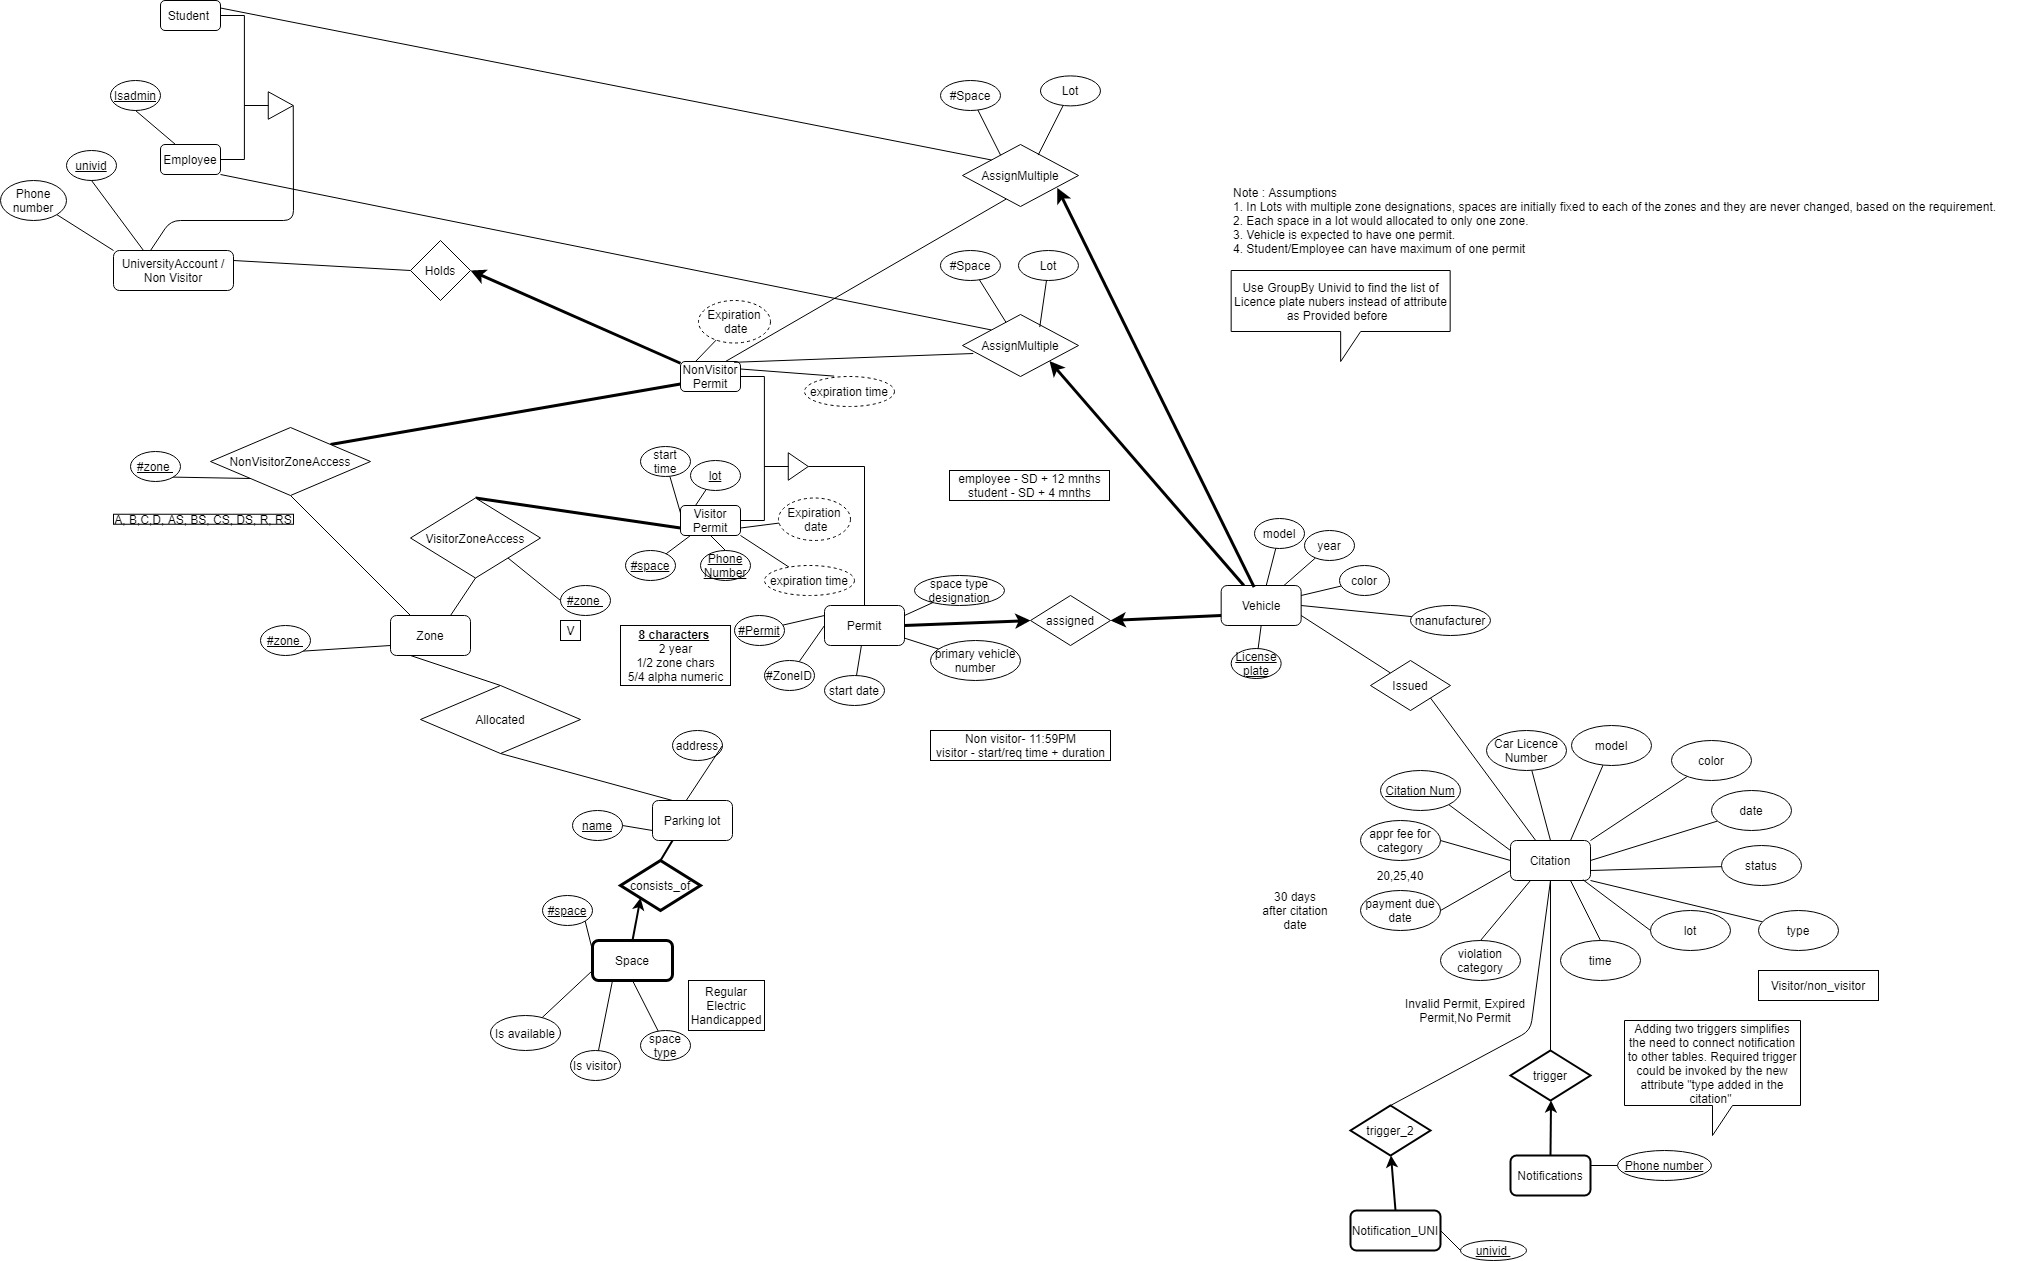 Student
Isadmin
#Space
Lot
Employee
univid
AssignMultiple
Phone
number
Note : Assumptions
1. In Lots with multiple zone designations, spaces are initially fixed to each of the zones and they are never changed, based on the requirement.
2. Each space in a lot would allocated to only one zone.
3. Vehicle is expected to have one permit.
4. Student/Employee can have maximum of one permit
UniversityAccount /
Non Visitor
Holds
#Space
Lot
Use GroupBy Univid to find the list of
Licence plate nubers instead of attribute
as Provided before
Expiration
date
AssignMultiple
NonVisitor
Permit
expiration time
#zone
NonVisitorZoneAccess
start
time
lot
employee - SD + 12 mnths
student - SD + 4 mnths
A, B,C,D, AS, BS, CS, DS, R, RS
Visitor
Permit
Expiration
date
VisitorZoneAccess
model
year
#space
Phone
Number
expiration time
color
space type
designation
#zone
V
Vehicle
manufacturer
#zone
Zone
8 characters
2 year
1/2 zone chars
5/4 alpha numeric
#Permit
Permit
assigned
primary vehicle
number
License
plate
#ZoneID
start date
Issued
Allocated
address
Non visitor- 11:59PM
visitor - start/req time + duration
Car Licence
Number
model
color
Citation Num
date
name
Parking lot
appr fee for
category
Citation
status
20,25,40
consists_of
30 days
after citation
date
payment due
date
#space
lot
type
Space
violation
category
time
Regular
Electric
Handicapped
Visitor/non_visitor
Invalid Permit, Expired
Permit,No Permit
Is available
space
type
Is visitor
Adding two triggers simplifies
the need to connect notification
to other tables. Required trigger
could be invoked by the new
attribute "type added in the
citation"
trigger
trigger_2
Notifications
Phone number
Notification_UNI
univid